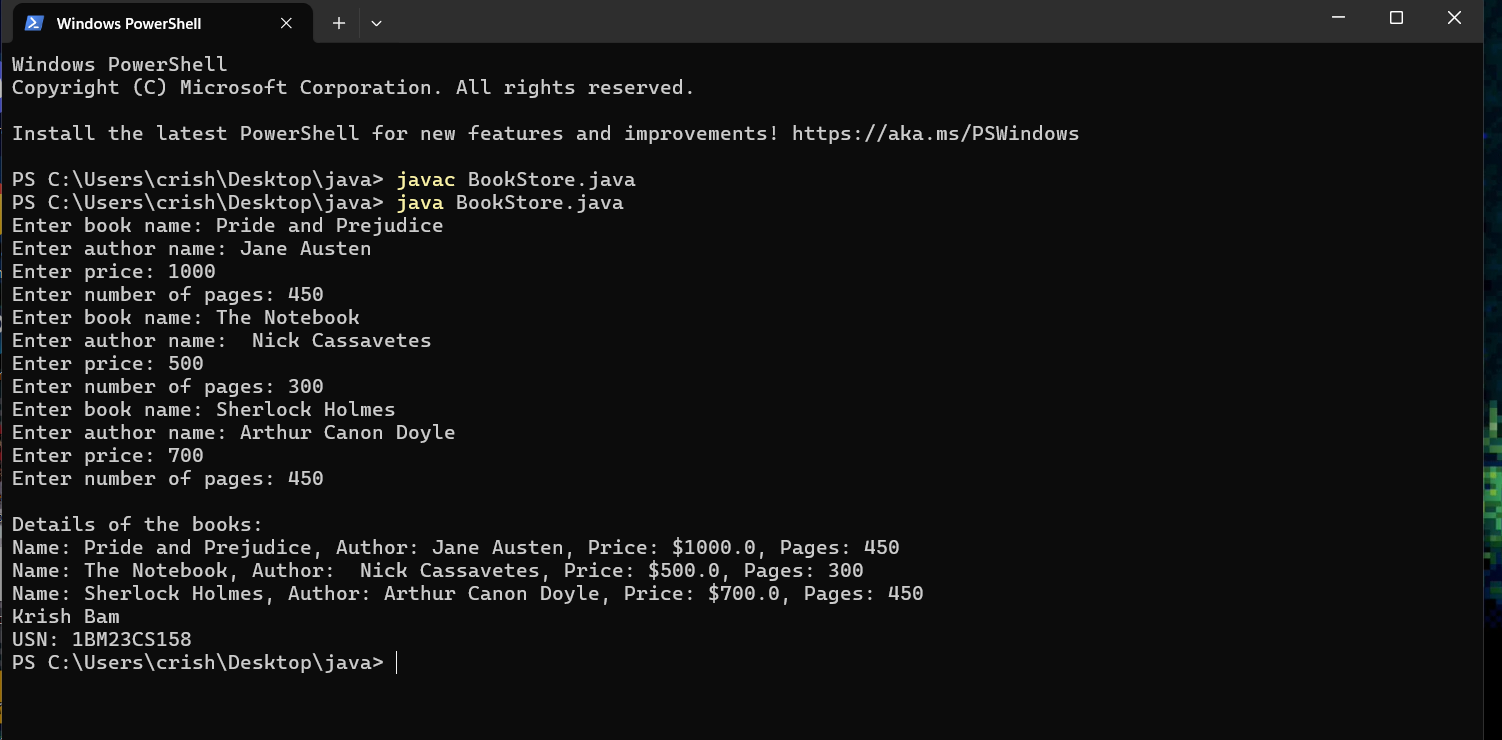 Windows PowerShell
Windows PowerShell
Copyright (C) Microsoft Corporation. All rights reserved.
Install the latest PowerShell for new features and improvements! https://aka.ms/PSWindows
PS C:\Users\crish\Desktop\java> javac BookStore.java
PS C:\Users\crish\Desktop\java> java BookStore.java
Enter book name: Pride and Prejudice
Enter author name: Jane Austen
Enter price: 1000
Enter number of pages: 450
Enter book name: The Notebook
Enter author name:  Nick Cassavetes
Enter price: 500
Enter number of pages: 300
Enter book name: Sherlock Holmes
Enter author name: Arthur Canon Doyle
Enter price: 700
Enter number of pages: 450
Details of the books:
Name: Pride and Prejudice, Author: Jane Austen, Price: $1000.0, Pages: 450
Name: The Notebook, Author:  Nick Cassavetes, Price: $500.0, Pages: 300
Name: Sherlock Holmes, Author: Arthur Canon Doyle, Price: $700.0, Pages: 450
Krish Bam
USN: 1BM23CS158
PS C:\Users\crish\Desktop\java>